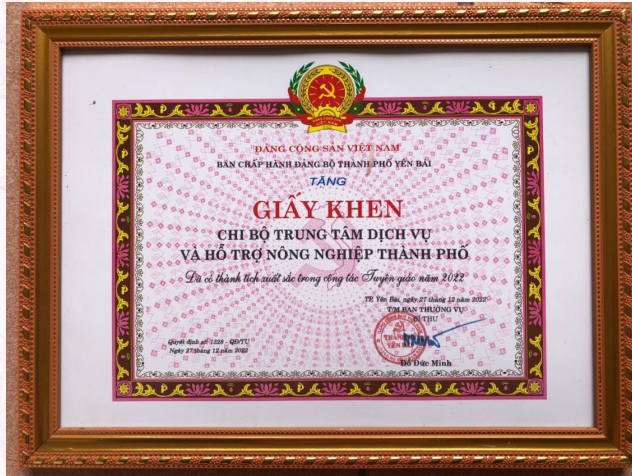 ĐẢNG CỘNG SẢN VIỆT NAM
BAN CHẤP HÀNH ĐẢNG BỘ THÀNH PHỐ YÊN BÁI
TẶNG
GIẤY KHEN
CHI BỘ TRUNG TÂM DỊCH VỤ
VÀ HỖ TRỢ NÔNG NGHIỆP THÀNH PHỐ
Đã có thành tích xuất sắc trong công tác Tuyên giáo năm 2022
TP. Yên Bái, ngày 27 tháng 12 năm 2022
T/M BAN THƯỜNG VỤ
BÍ THƯ
Quyết định số: 1328 - QĐ/TU
Ngày 27 tháng 12 năm 2022
THÀNH
YÊN BÁI
Đỗ Đức Minh